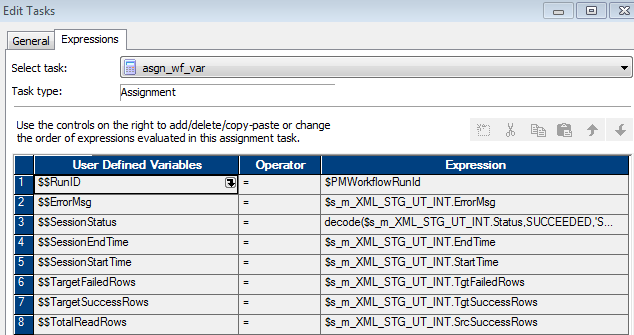 Edit Tasks
General Expressions
Select task: asgn_wf_var
Task type: Assignment
Use the controls on the right to add/delete/copy-paste or change
the order of expressions evaluated in this assignment task.
User Defined Variables Operator Expression
1 $$RunID = $PMWorkflowRunId
2 $$ErrorMsg = $s_m_XML_STG_UT_INT.ErrorMsg
3 $$SessionStatus = decode($s_m_XML_STG_UT_INT.Status,SUCCEEDED,'S...
4 $$SessionEndTime = $s_m_XML_STG_UT_INT.EndTime
5 $$SessionStartTime = $s_m_XML_STG_UT_INT.StartTime
6 $$TargetFailedRows = $s_m_XML_STG_UT_INT.TgtFailedRows
7 $$TargetSuccessRows = $s_m_XML_STG_UT_INT.TgtSuccessRows
8 $$TotalReadRows = $s_m_XML_STG_UT_INT.SrcSuccessRows